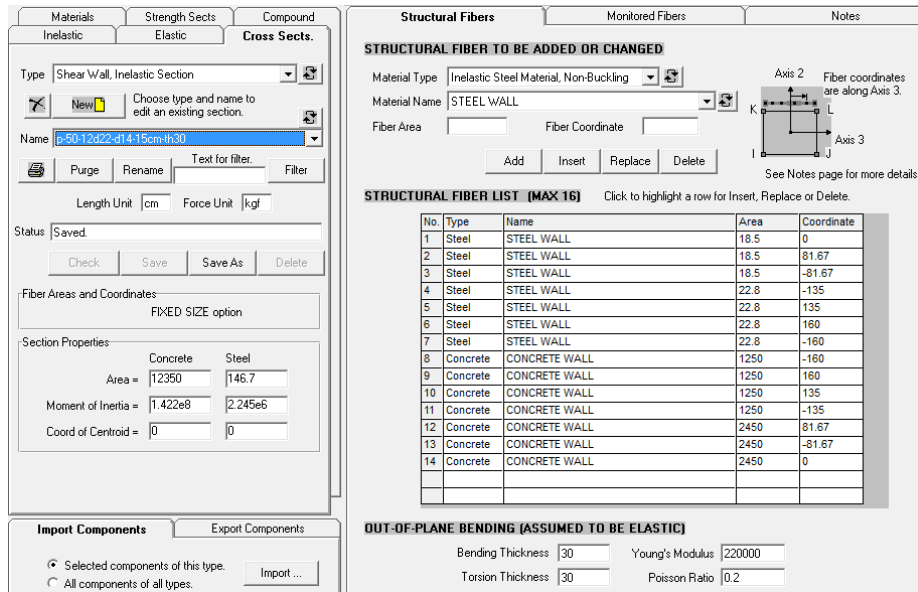 Materials Strength Sects Compound
Inelastic Elastic Cross Sects.
Type Shear Wall, Inelastic Section
New Choose type and name to
edit an existing section.
Name p-50-12d22-d14-15cm-th30
Text for filter.
Purge Rename Filter
Length Unit cm Force Unit kgf
Status Saved.
Check Save Save As Delete
Fiber Areas and Coordinates
FIXED SIZE option
Section Properties
Concrete Steel
Area = 12350 146.7
Moment of Inertia = 1.422e8 2.245e6
Coord of Centroid = 0 0
Import Components Export Components
Selected components of this type.
All components of all types.
Import ...
Structural Fibers Monitored Fibers Notes
STRUCTURAL FIBER TO BE ADDED OR CHANGED
Material Type Inelastic Steel Material, Non-Buckling
Material Name STEEL WALL
Fiber Area Fiber Coordinate
Add Insert Replace Delete
Axis 2 Fiber coordinates
are along Axis 3.
K L
Axis 3
I J
See Notes page for more details
STRUCTURAL FIBER LIST (MAX 16) Click to highlight a row for Insert, Replace or Delete.
No. Type Name Area Coordinate
1 Steel STEEL WALL 18.5 0
2 Steel STEEL WALL 18.5 81.67
3 Steel STEEL WALL 18.5 -81.67
4 Steel STEEL WALL 22.8 -135
5 Steel STEEL WALL 22.8 135
6 Steel STEEL WALL 22.8 160
7 Steel STEEL WALL 22.8 -160
8 Concrete CONCRETE WALL 1250 -160
9 Concrete CONCRETE WALL 1250 160
10 Concrete CONCRETE WALL 1250 135
11 Concrete CONCRETE WALL 1250 -135
12 Concrete CONCRETE WALL 2450 81.67
13 Concrete CONCRETE WALL 2450 -81.67
14 Concrete CONCRETE WALL 2450 0
OUT-OF-PLANE BENDING (ASSUMED TO BE ELASTIC)
Bending Thickness 30 Young's Modulus 220000
Torsion Thickness 30 Poisson Ratio 0.2